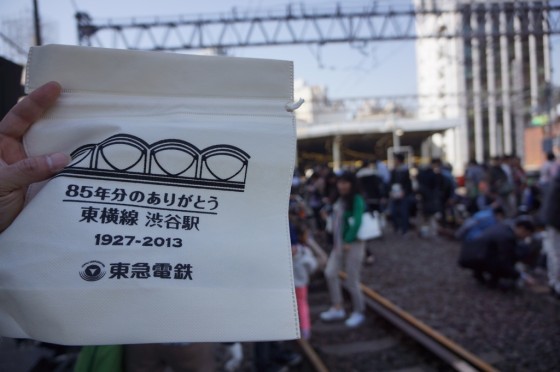 85年分のありがとう
東横線 渋谷駅
1927-2013
東急電鉄